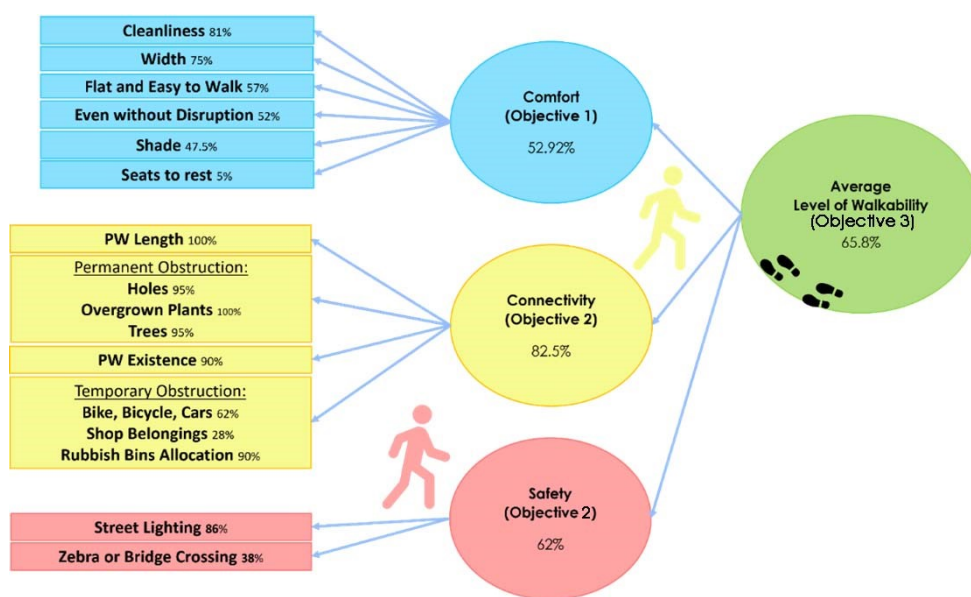 Cleanliness 81%
Width 75%
Flat and Easy to Walk 57%
Even without Disruption 52%
Shade 47.5%
Seats to rest 5%
Comfort
(Objective 1)
52.92%
PW Length 100%
Permanent Obstruction:
Holes 95%
Overgrown Plants 100%
Trees 95%
PW Existence 90%
Temporary Obstruction:
Bike, Bicycle, Cars 62%
Shop Belongings 28%
Rubbish Bins Allocation 90%
Connectivity
(Objective 2)
82.5%
Street Lighting 86%
Zebra or Bridge Crossing 38%
Safety
(Objective 2)
62%
Average
Level of Walkability
(Objective 3)
65.8%